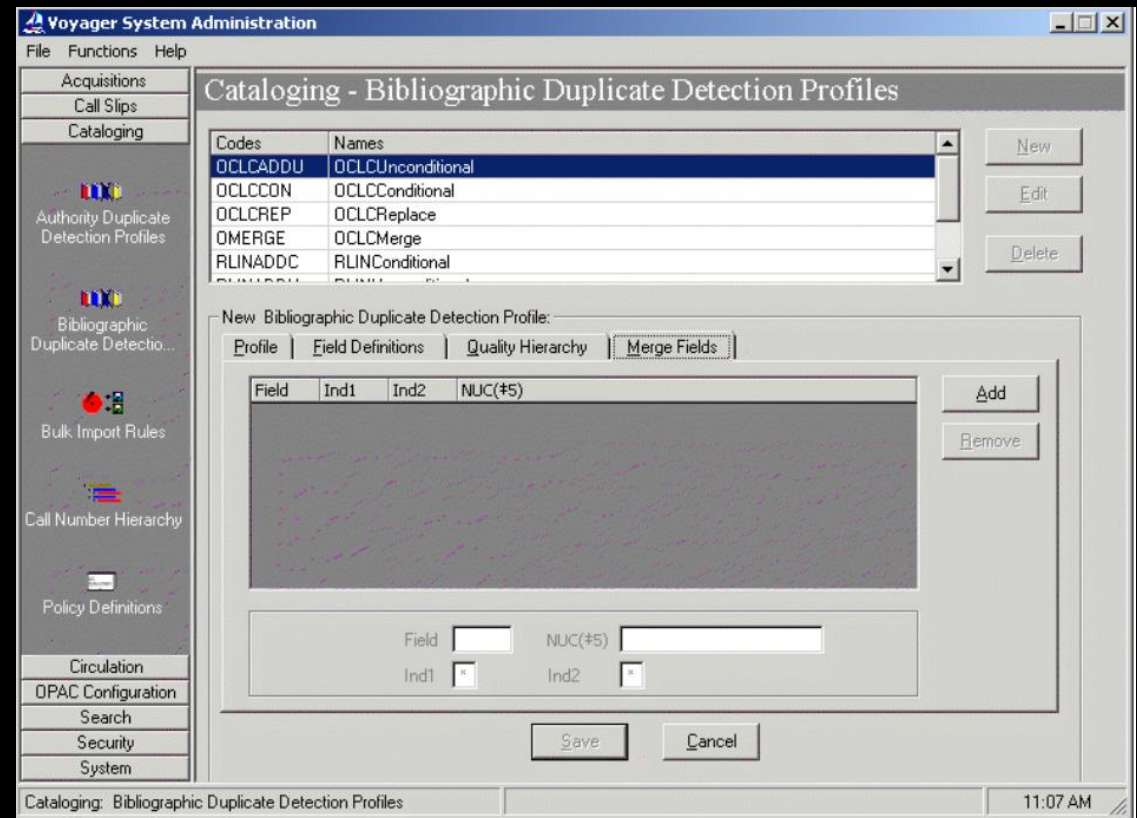 Voyager System Administration
File Functions Help
Acquisitions
Call Slips
Cataloging
Authority Duplicate
Detection Profiles
Bibliographic
Duplicate Detectio...
Bulk Import Rules
Call Number Hierarchy
Policy Definitions
Circulation
OPAC Configuration
Search
Security
System
Cataloging - Bibliographic Duplicate Detection Profiles
Codes Names
OCLCADDU OCLCUnconditional
OCLCCON OCLCConditional
OCLCREP OCLCReplace
OMERGE OCLCMerge
RLINADDC RLINConditional
New
Edit
Delete
New Bibliographic Duplicate Detection Profile:
Profile Field Definitions Quality Hierarchy Merge Fields
Field Ind1 Ind2 NUC(‡5)
Add
Remove
Field NUC(‡5)
Ind1 * Ind2 *
Save Cancel
Cataloging: Bibliographic Duplicate Detection Profiles 11:07 AM